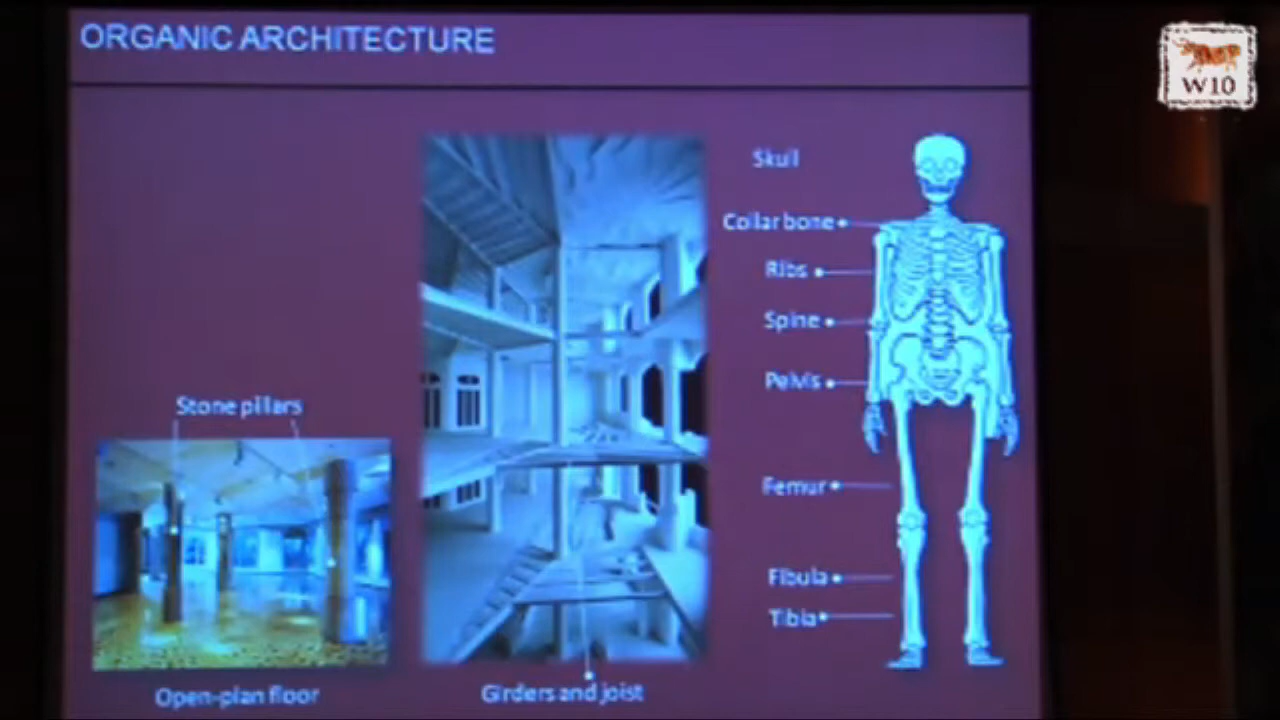 ORGANIC ARCHITECTURE
W10
Skull
Collar bone
Ribs
Spine
Pelvis
Stone pillars
Femur
Fibula
Tibia
Open-plan floor
Girders and joist